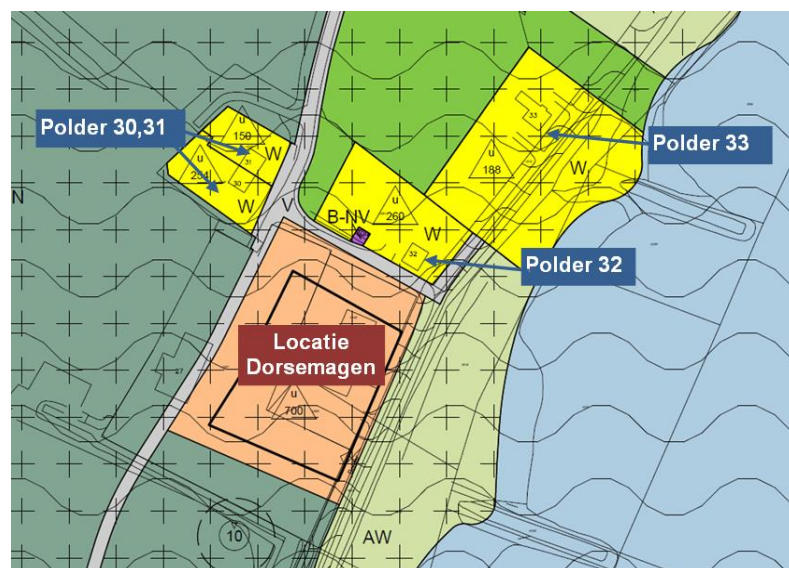 Polder 30,31
u
150
31
W
u
254
30
W
N
V
B-NV
u
260
W
32
33
u
188
W
Polder 33
Polder 32
Locatie
Dorsemagen
u
700
10
AW